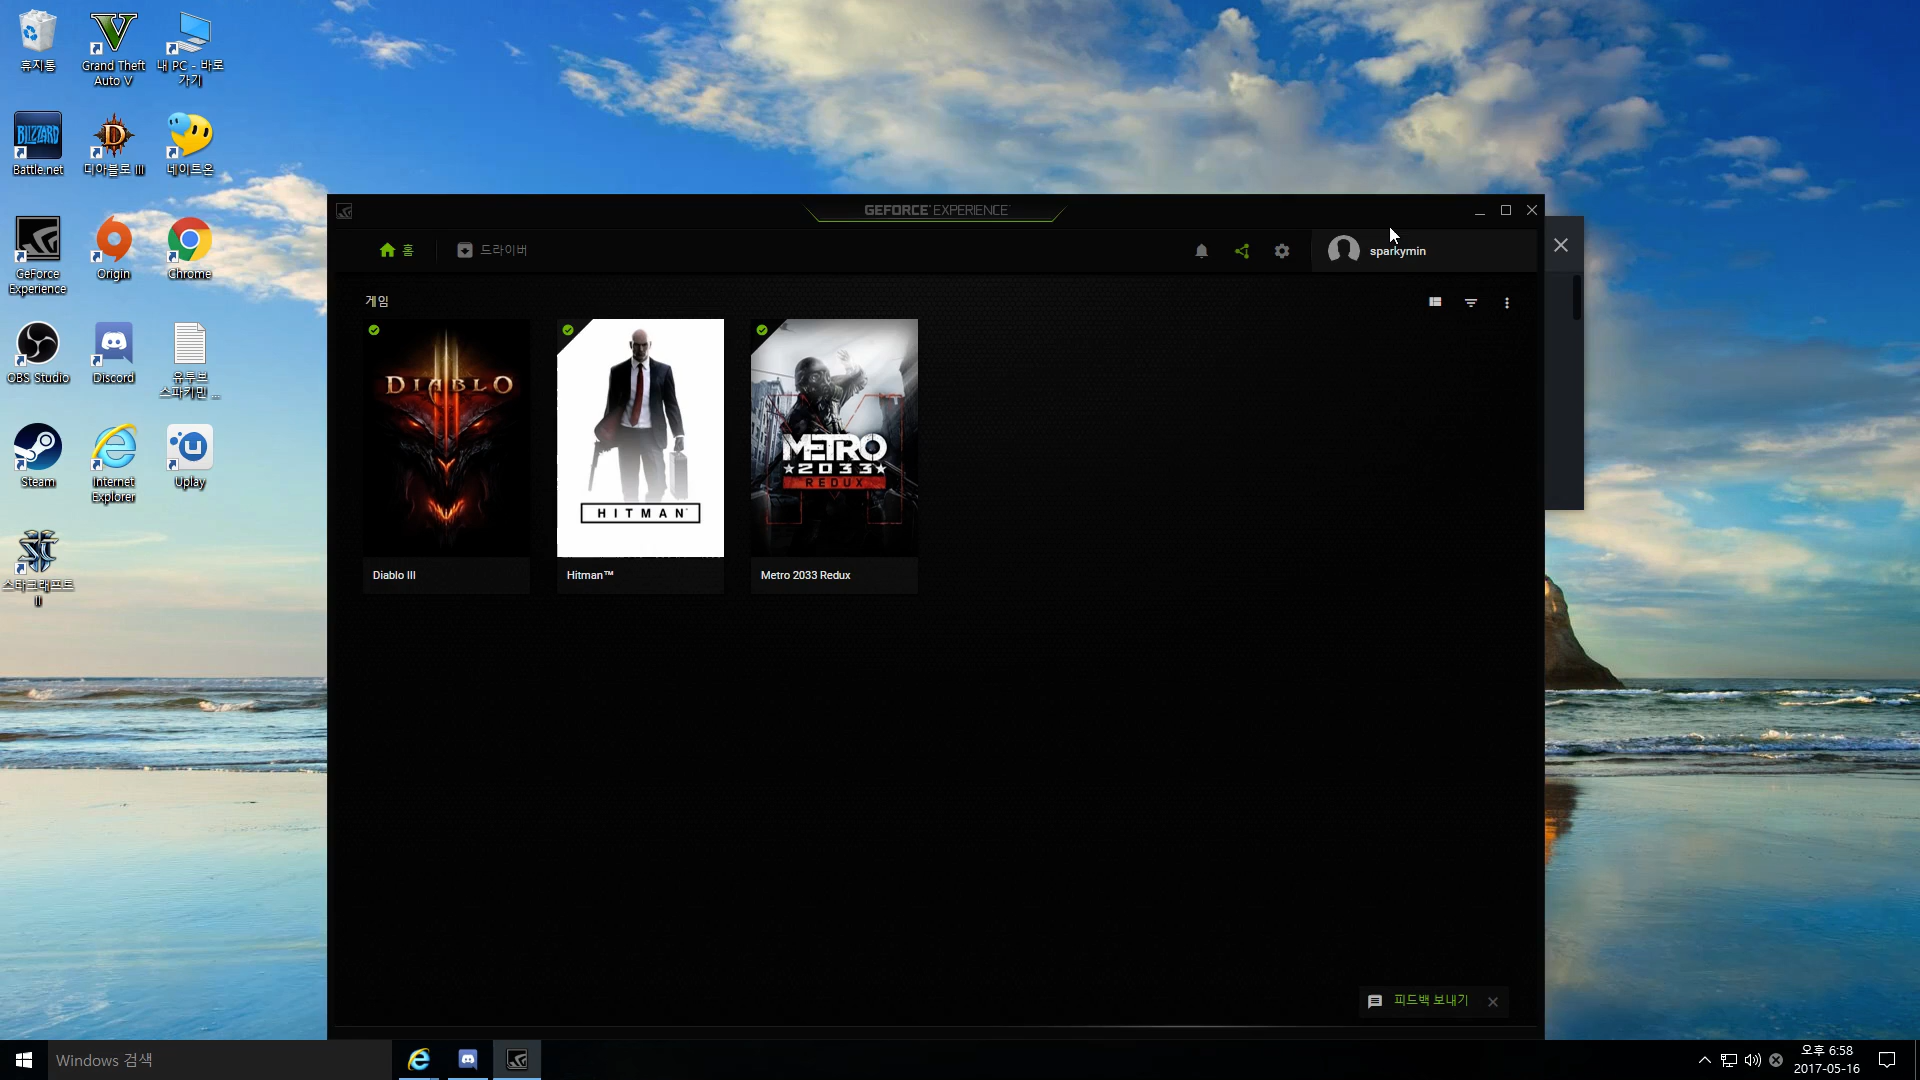 휴지통
Grand Theft
Auto V
내 PC - 바로
가기
BLIZZARD
Battle.net
디아블로 III
네이트온
GeForce
Experience
Origin
Chrome
OBS Studio
Discord
유투브
스파키민 ...
Steam
Internet
Explorer
Uplay
스타크래프트
II
GEFORCE EXPERIENCE
홈
드라이버
sparkymin
게임
DIABLO
HITMAN
METRO
2033
REDUX
Diablo III
Hitman™
Metro 2033 Redux
피드백 보내기
Windows 검색
오후 6:58
2017-05-16